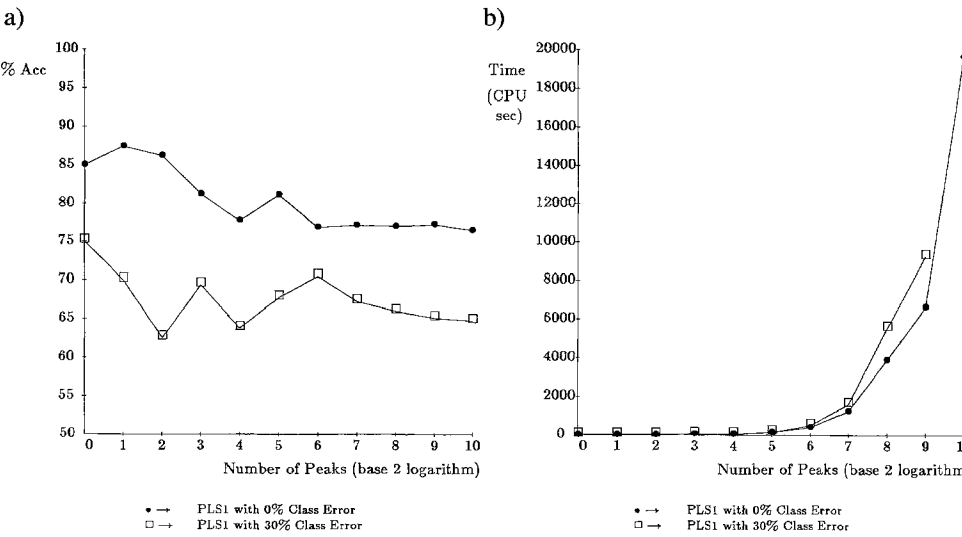 a)
100
% Acc
95
90
85
80
75
70
65
60
55
50
0 1 2 3 4 5 6 7 8 9 10
Number of Peaks (base 2 logarithm)
PLS1 with 0% Class Error
PLS1 with 30% Class Error
b)
20000
Time
(CPU
sec)
18000
16000
14000
12000
10000
8000
6000
4000
2000
0
0 1 2 3 4 5 6 7 8 9 1
Number of Peaks (base 2 logarithm
PLS1 with 0% Class Error
PLS1 with 30% Class Error